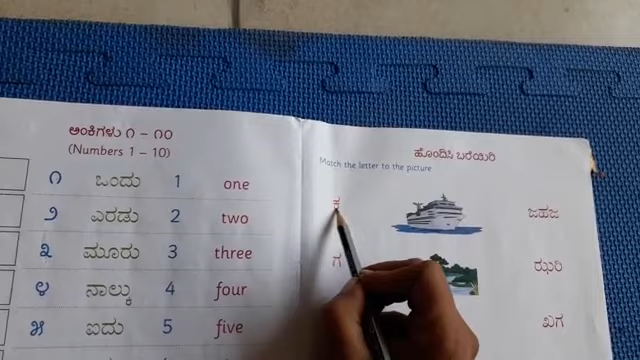 ಅಂಕಿಗಳು ೧ – ೧೦
(Numbers 1 – 10)
೧ ಒಂದು 1 one
೨ ಎರಡು 2 two
೩ ಮೂರು 3 three
೪ ನಾಲ್ಕು 4 four
೫ ಐದು 5 five
ಹೊಂದಿಸಿ ಬರೆಯಿರಿ
Match the letter to the picture
ಜಹಜ
ಗ ಝರಿ
ಖಗ